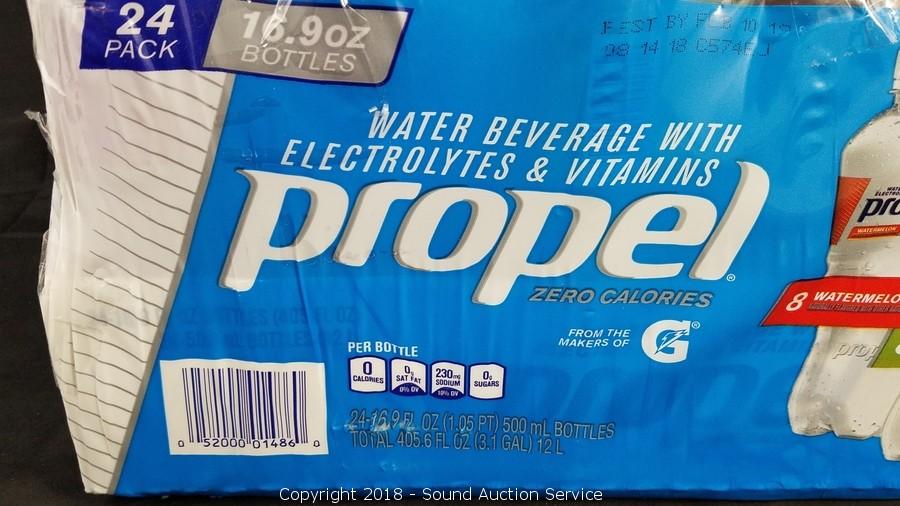 24
PACK
16.9oz
BOTTLES
BEST BY FEB 10 19
08 14 18
WATER BEVERAGE WITH
ELECTROLYTES & VITAMINS
propel®
ZERO CALORIES
FROM THE
MAKERS OF G®
PER BOTTLE
0 CALORIES
0g SAT FAT 0% DV
230mg SODIUM 10% DV
0g SUGARS
24-16.9 FL OZ (1.05 PT) 500 mL BOTTLES
TOTAL 405.6 FL OZ (3.1 GAL) 12 L
0 52000 01486 0
pro
WATERMELON
8 WATERMELO
prop
Copyright 2018 - Sound Auction Service